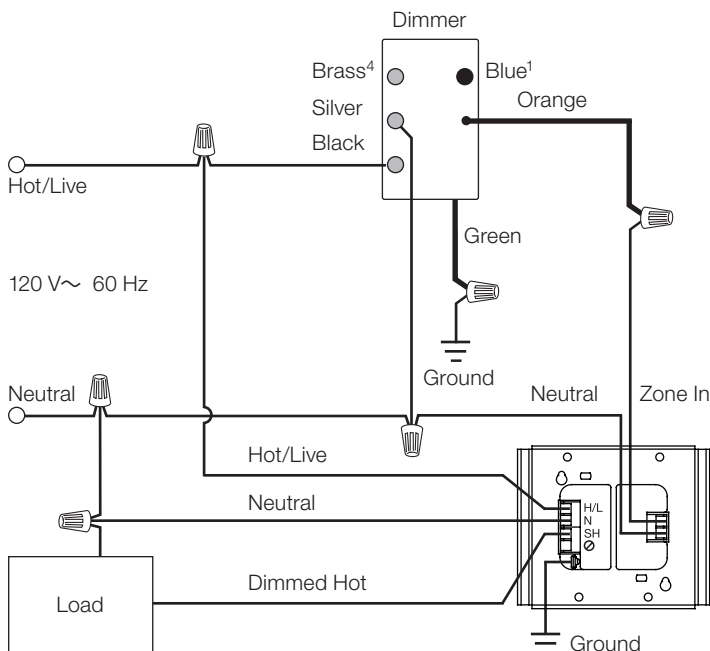 Dimmer
Brass⁴
Blue¹
Orange
Silver
Black
Hot/Live
Green
120 V～ 60 Hz
Ground
Neutral
Neutral
Zone In
Hot/Live
H/L
N
SH
Neutral
Dimmed Hot
Load
Ground